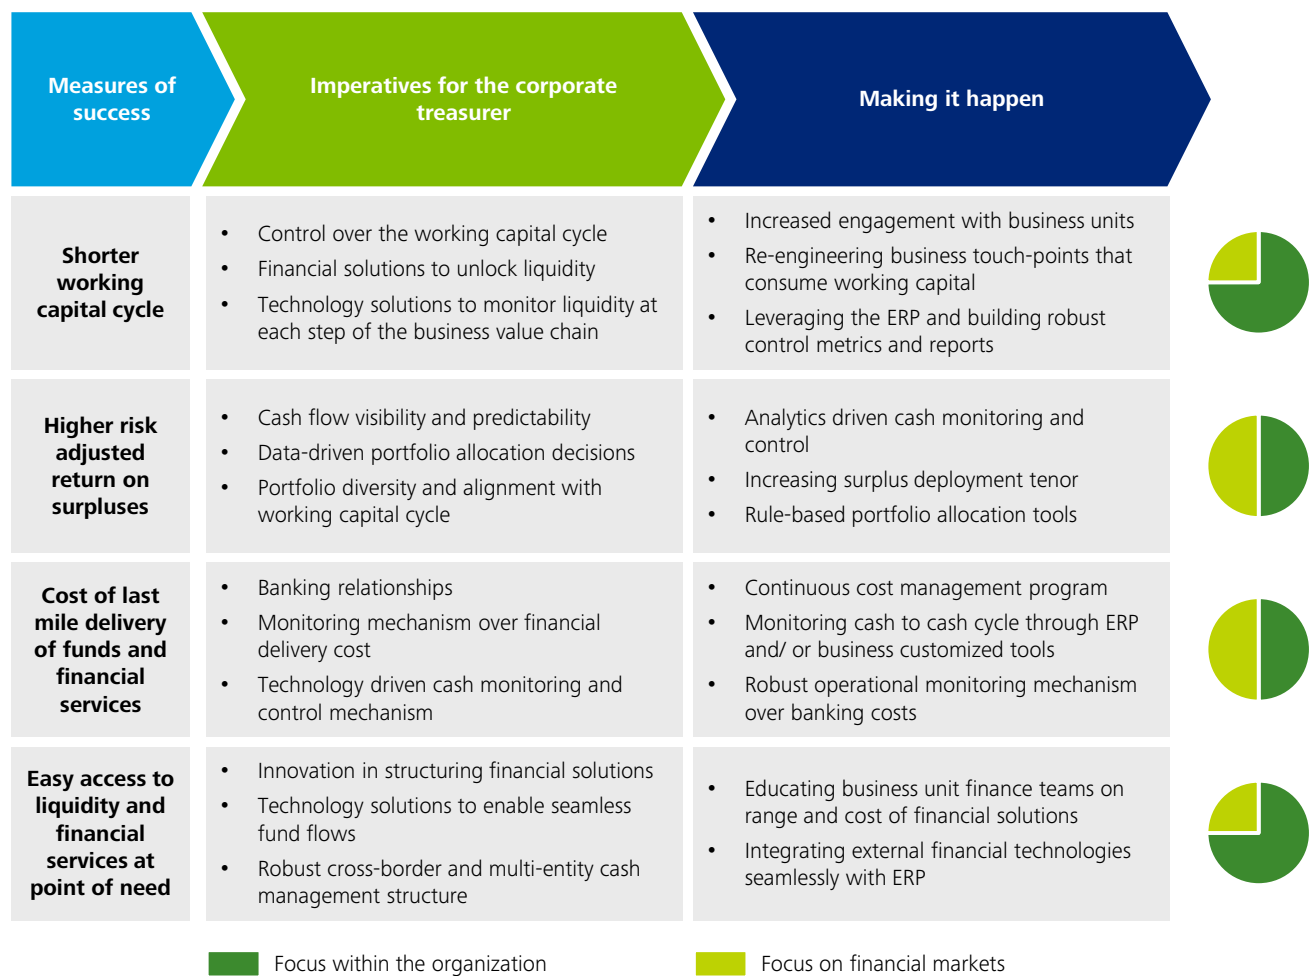 Measures of
success
Imperatives for the corporate
treasurer
Making it happen
Shorter
working
capital cycle
• Control over the working capital cycle
• Financial solutions to unlock liquidity
• Technology solutions to monitor liquidity at
each step of the business value chain
• Increased engagement with business units
• Re-engineering business touch-points that
consume working capital
• Leveraging the ERP and building robust
control metrics and reports
Higher risk
adjusted
return on
surpluses
• Cash flow visibility and predictability
• Data-driven portfolio allocation decisions
• Portfolio diversity and alignment with
working capital cycle
• Analytics driven cash monitoring and
control
• Increasing surplus deployment tenor
• Rule-based portfolio allocation tools
Cost of last
mile delivery
of funds and
financial
services
• Banking relationships
• Monitoring mechanism over financial
delivery cost
• Technology driven cash monitoring and
control mechanism
• Continuous cost management program
• Monitoring cash to cash cycle through ERP
and/ or business customized tools
• Robust operational monitoring mechanism
over banking costs
Easy access to
liquidity and
financial
services at
point of need
• Innovation in structuring financial solutions
• Technology solutions to enable seamless
fund flows
• Robust cross-border and multi-entity cash
management structure
• Educating business unit finance teams on
range and cost of financial solutions
• Integrating external financial technologies
seamlessly with ERP
Focus within the organization
Focus on financial markets